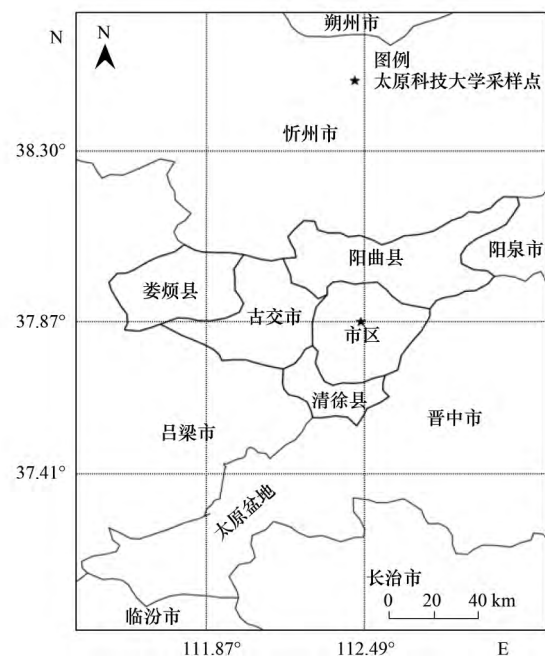 朔州市
N
N
图例
太原科技大学采样点
忻州市
38.30°
阳曲县
阳泉市
娄烦县
古交市
37.87°
市区
清徐县
吕梁市
晋中市
37.41°
太原盆地
长治市
0 20 40 km
临汾市
111.87° 112.49° E